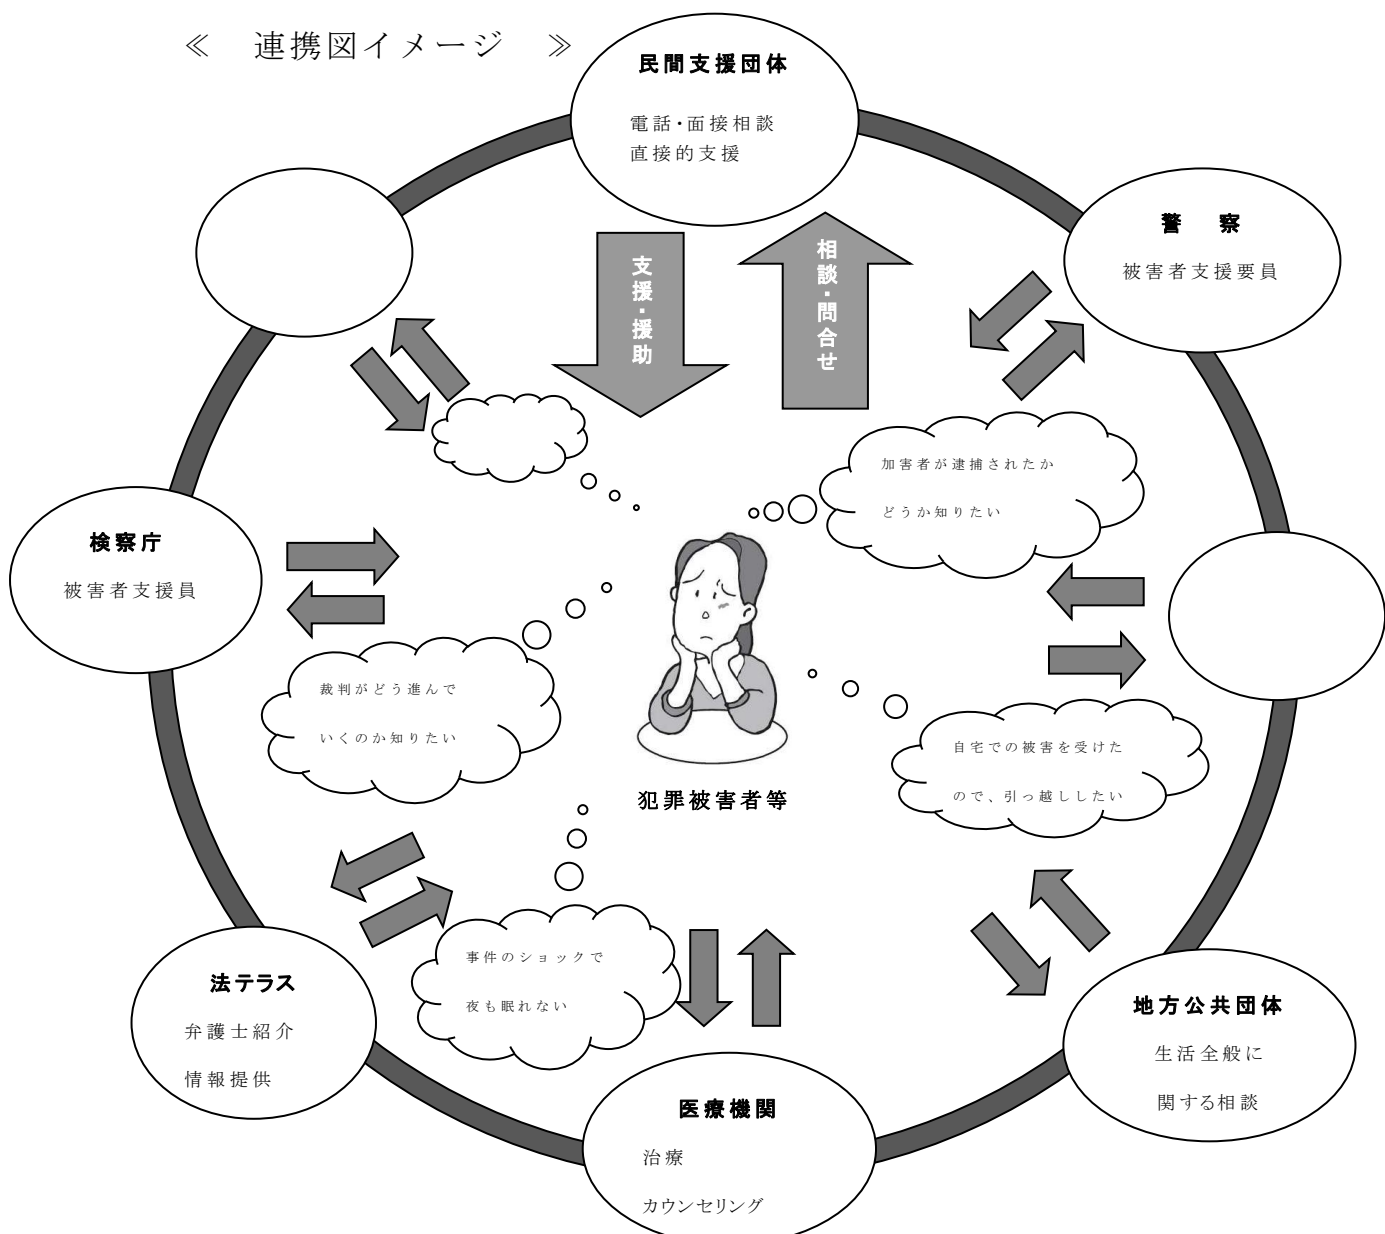 ≪　連携図イメージ　≫
民間支援団体
電話・面接相談
直接的支援
警　察
被害者支援要員
支援・援助
相談・問合せ
加害者が逮捕されたか
どうか知りたい
検察庁
被害者支援員
裁判がどう進んで
いくのか知りたい
自宅での被害を受けた
ので、引っ越ししたい
犯罪被害者等
事件のショックで
夜も眠れない
法テラス
弁護士紹介
情報提供
地方公共団体
生活全般に
関する相談
医療機関
治療
カウンセリング